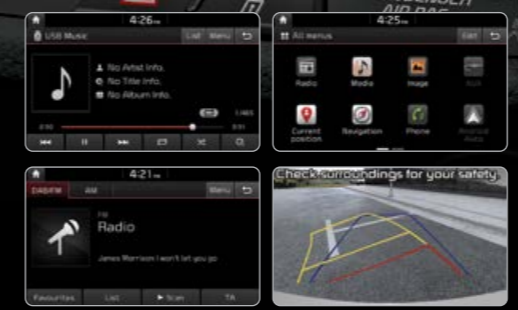 AIR BAG
4:26
USB Music
List
Menu
No Artist Info.
No Title Info.
No Album Info.
4:25
All menus
Edit
Radio
Media
Image
Current position
Navigation
Phone
Android Auto
4:21
DAB/FM
AM
Menu
FM
Radio
James Morrison I won't let you go
Favourites
List
Scan
TA
Check surroundings for your safety